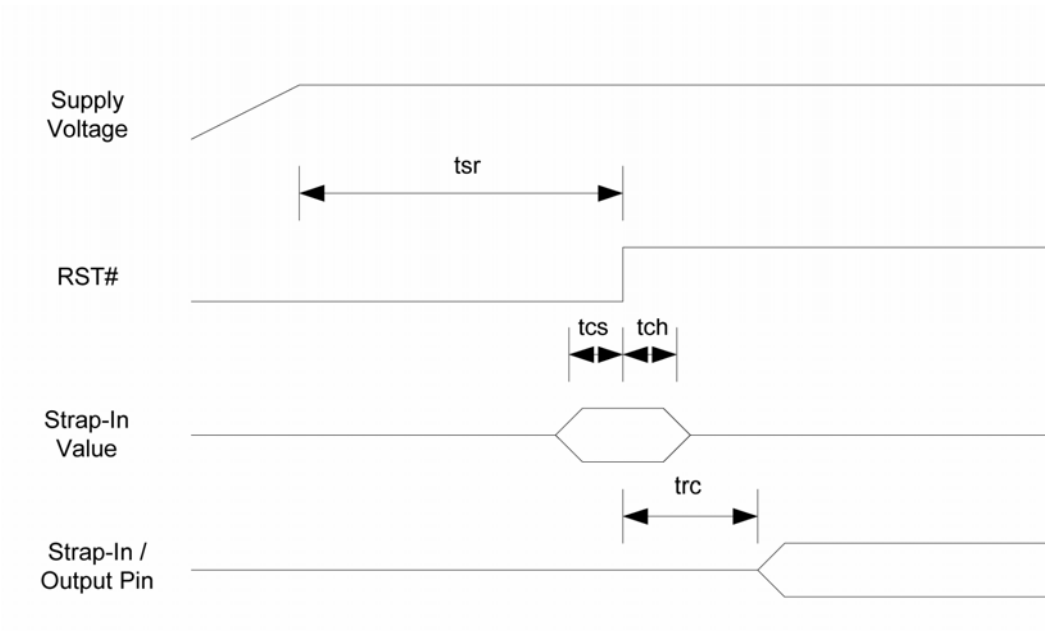 Supply
Voltage
tsr
RST#
tcs
tch
Strap-In
Value
trc
Strap-In /
Output Pin